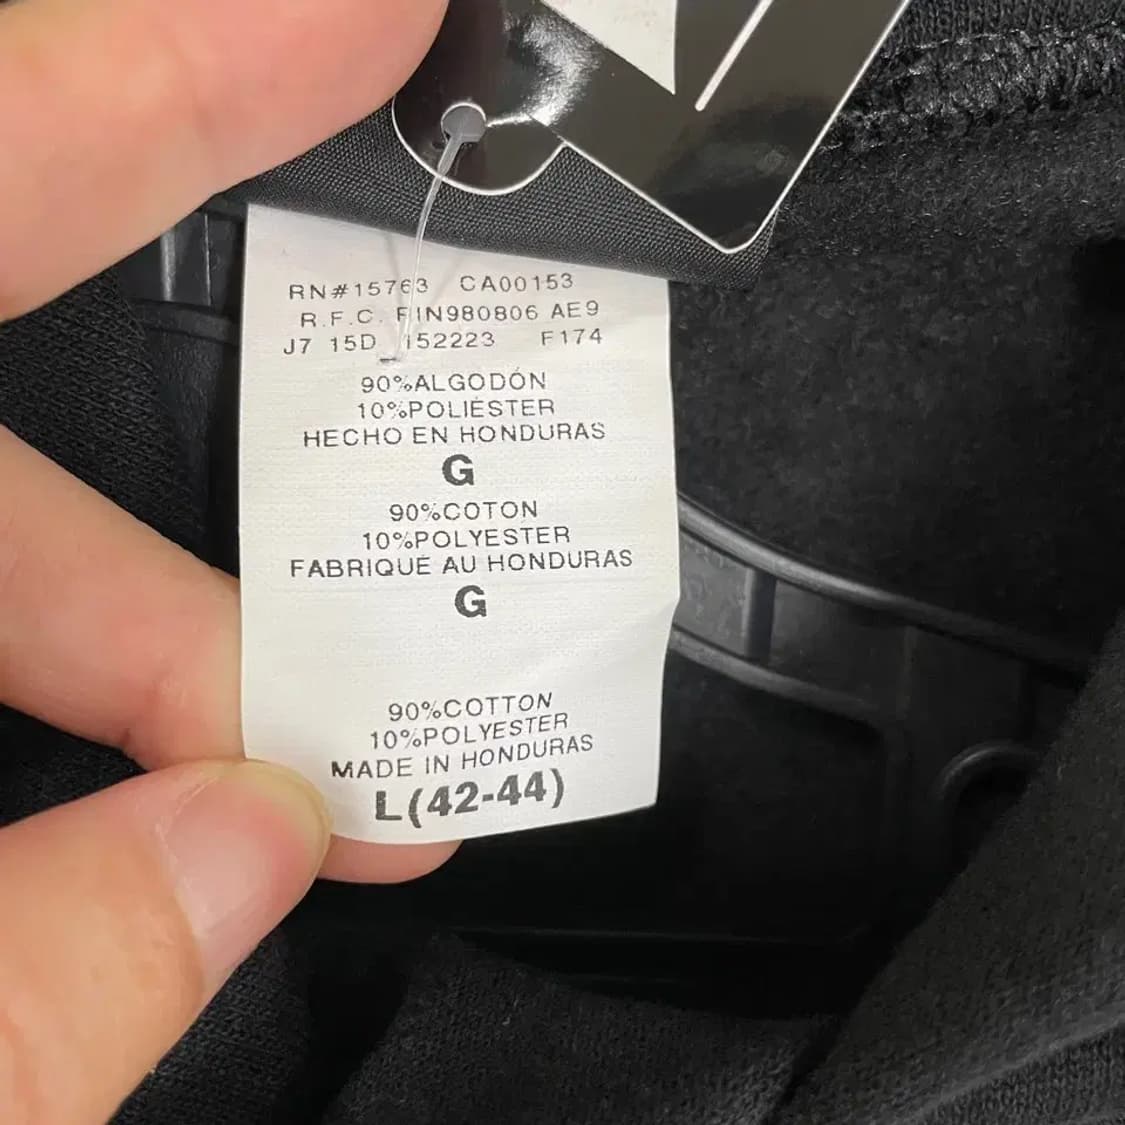 RN#15763 CA00153
R.F.C. FIN980806 AE9
J7 15D 152223 F174
90%ALGODÓN
10%POLIÉSTER
HECHO EN HONDURAS
G
90%COTON
10%POLYESTER
FABRIQUÉ AU HONDURAS
G
90%COTTON
10%POLYESTER
MADE IN HONDURAS
L(42-44)